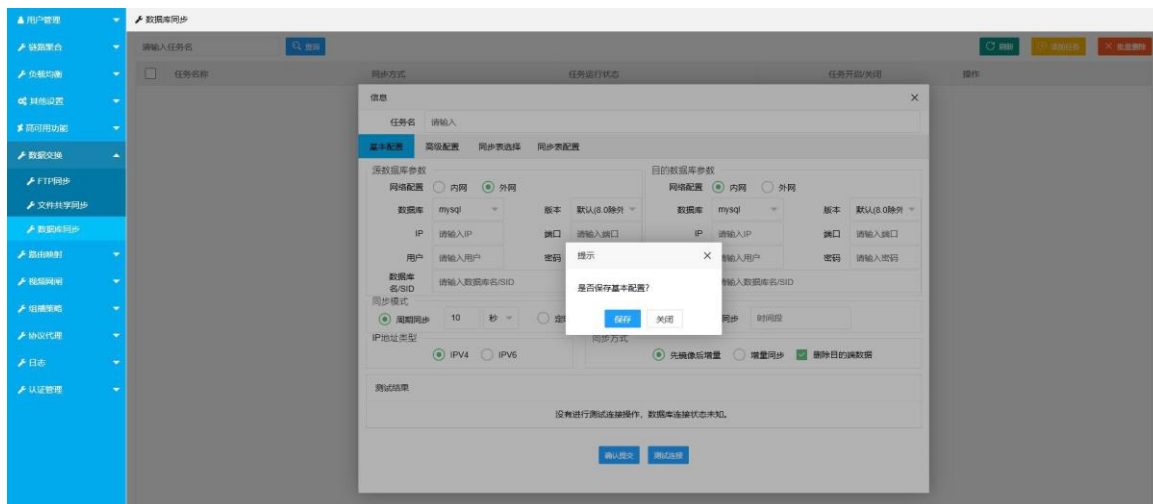 用户管理
数据库同步
链路聚合
负载均衡
其他设置
高可用功能
数据交换
FTP同步
文件共享同步
数据库同步
路由映射
视频网闸
组播策略
协议代理
日志
认证管理
请输入任务名
查询
刷新
添加任务
批量删除
任务名称
同步方式
任务运行状态
任务开启/关闭
操作
信息
任务名 请输入
基本配置 高级配置 同步表选择 同步表配置
源数据库参数
网络配置 内网 外网
数据库 mysql 版本 默认(8.0除外
IP 请输入IP 端口 请输入端口
用户 请输入用户 密码
数据库名/SID 请输入数据库名/SID
目的数据库参数
网络配置 内网 外网
数据库 mysql 版本 默认(8.0除外
IP 请输入IP 端口 请输入端口
输入用户 密码 请输入密码
输入数据库名/SID
提示
是否保存基本配置?
保存 关闭
同步模式
周期同步 10 秒 同步 时间段
IP地址类型
IPV4 IPV6
同步方式
先镜像后增量 增量同步 删除目的端数据
测试结果
没有进行测试连接操作，数据库连接状态未知。
确认提交 测试连接